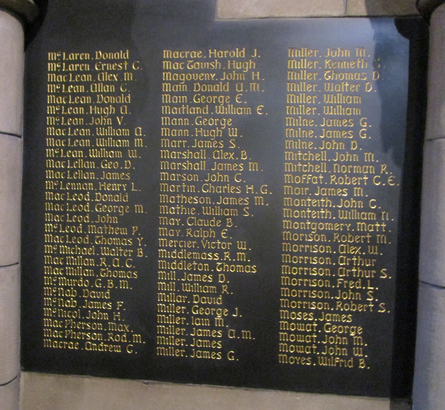 McLaren. Donald
McLaren. Ernest C.
MacLean. Alex. M.
McLean. Allan C.
MacLean. Donald
McLean. Hugh A.
McLean. John V.
MacLean. William A.
MacLean. William M.
McLean. William W.
MacLellan. Geo. D.
MacLellan. James
McLennan. Henry L.
MacLeod. Donald
MacLeod. George M.
MacLeod. John
McLeod. Mathew P.
MacLeod. Thomas Y.
McMichael. Walter B.
MacMillan. R.A.C.
MacMillan. Thomas
McMurdo. G.B.M.
McNab. David
McNab. James F.
McNicol. John H.
MacPherson. Max.
MacPherson. Rod. M.
Macrae. Andrew G.
Macrae. Harold J.
MacTavish. Hugh
Magoveny. John H.
Main. Donald U.M.
Main. George E.
Maitland. William E.
Mann. George
Mann. Hugh W.
Marr. James S.
Marshall. Alex. B.
Marshall. James M.
Marson. John C.
Martin. Charles H.G.
Matheson. James M.
Mathie. William S.
May. Claude B.
May. Ralph E.
Mercier. Victor W.
Middlemass. R.M.
Middleton. Thomas
Mill. James D.
Mill. William R.
Millar. David
Miller. George J.
Miller. Iain M.
Miller. James A.M.
Miller. James
Miller. James G.
Miller. John M.
Miller. Kenneth G.
Miller. Thomas D.
Miller. Walter D.
Miller. William
Miller. William
Milne. James G.
Milne. James G.
Milne. John D.
Mitchell. John M.
Mitchell. Norman R.
Moffat. Robert C.E.
Moir. James M.
Monteith. John C.
Monteith. William N.
Montgomery. Matt.
Morison. Robert M.
Morrison. Alex. W.
Morrison. Arthur
Morrison. Arthur S.
Morrison. Fred. L.
Morrison. John S.
Morrison. Robert S.
Moses. James
Mowat. George
Mowat. John M.
Mowat. John W.
Moyes. Wilfrid B.